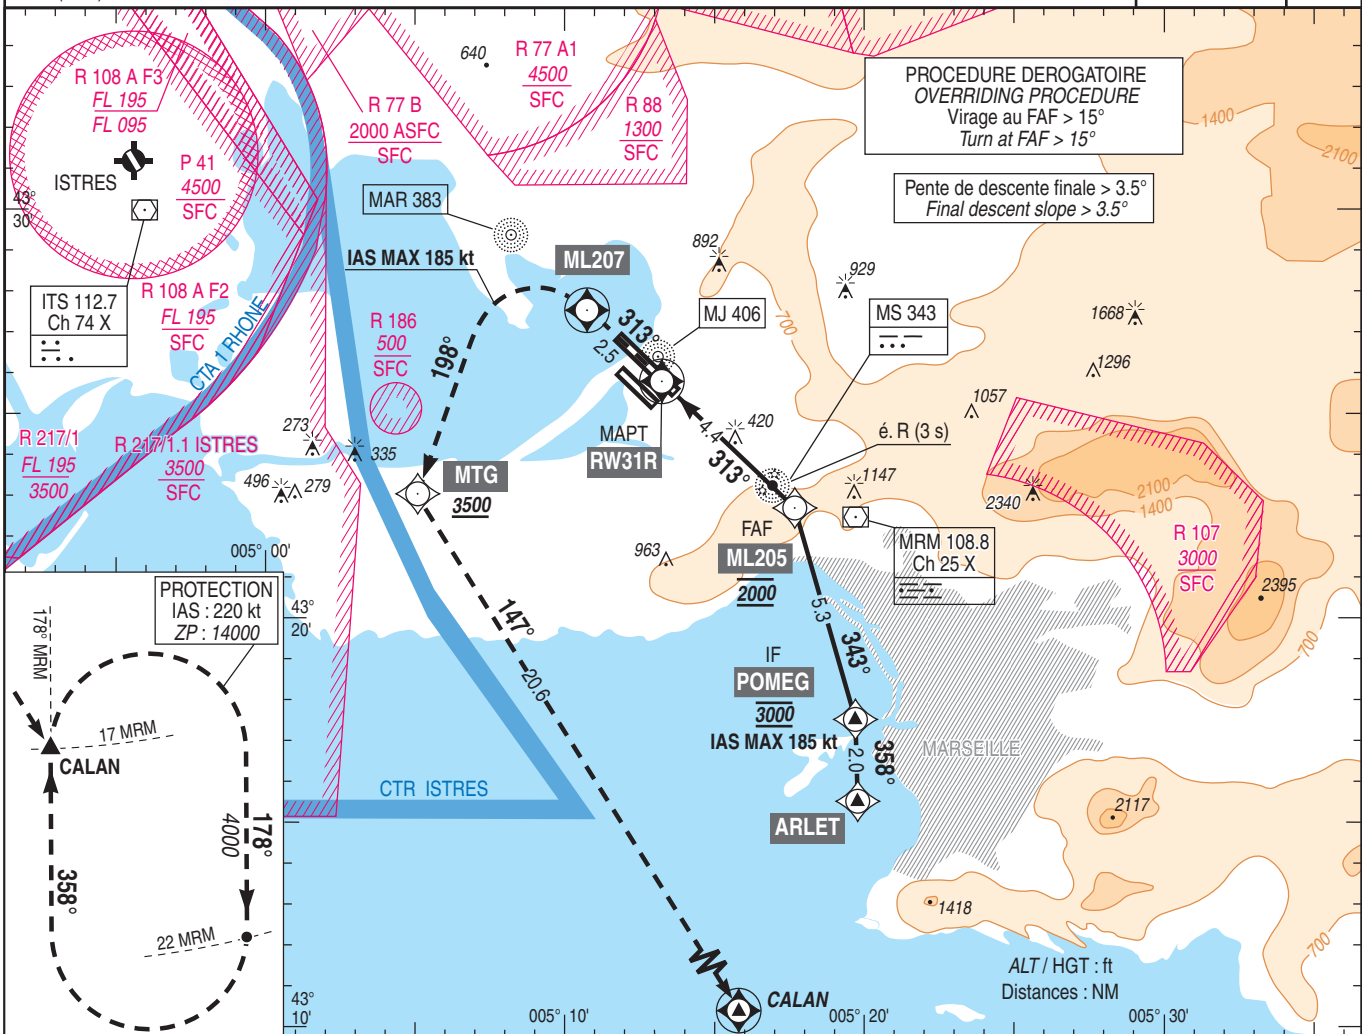 R 108 A F3
FL 195
FL 095
P 41
4500
SFC
ISTRES
43°
30'
ITS 112.7
Ch 74 X
R 108 A F2
FL 195
SFC
CTA 1 RHONE
R 217/1
FL 195
3500
R 217/1.1 ISTRES
3500
SFC
273
335
496
279
005° 00'
R 77 B
2000 ASFC
SFC
640
R 77 A1
4500
SFC
R 88
1300
SFC
MAR 383
IAS MAX 185 kt
ML207
R 186
500
SFC
198°
313°
2.5
MJ 406
MAPT
RW31R
MTG
3500
PROCEDURE DEROGATOIRE
OVERRIDING PROCEDURE
Virage au FAF > 15°
Turn at FAF > 15°
Pente de descente finale > 3.5°
Final descent slope > 3.5°
1400
2100
892
929
700
MS 343
1668
1296
1057
420
4.4
313°
é. R (3 s)
1147
2340
2100
1400
R 107
3000
SFC
2395
700
963
FAF
ML205
2000
MRM 108.8
Ch 25 X
5.3
343°
IF
POMEG
3000
IAS MAX 185 kt
358°
2.0
ARLET
MARSEILLE
2117
1418
700
147°
20.6
CTR ISTRES
43°
20'
PROTECTION
IAS : 220 kt
ZP : 14000
178° MRM
17 MRM
CALAN
178°
4000
358°
22 MRM
43°
10'
005° 10'
CALAN
005° 20'
005° 30'
ALT / HGT : ft
Distances : NM